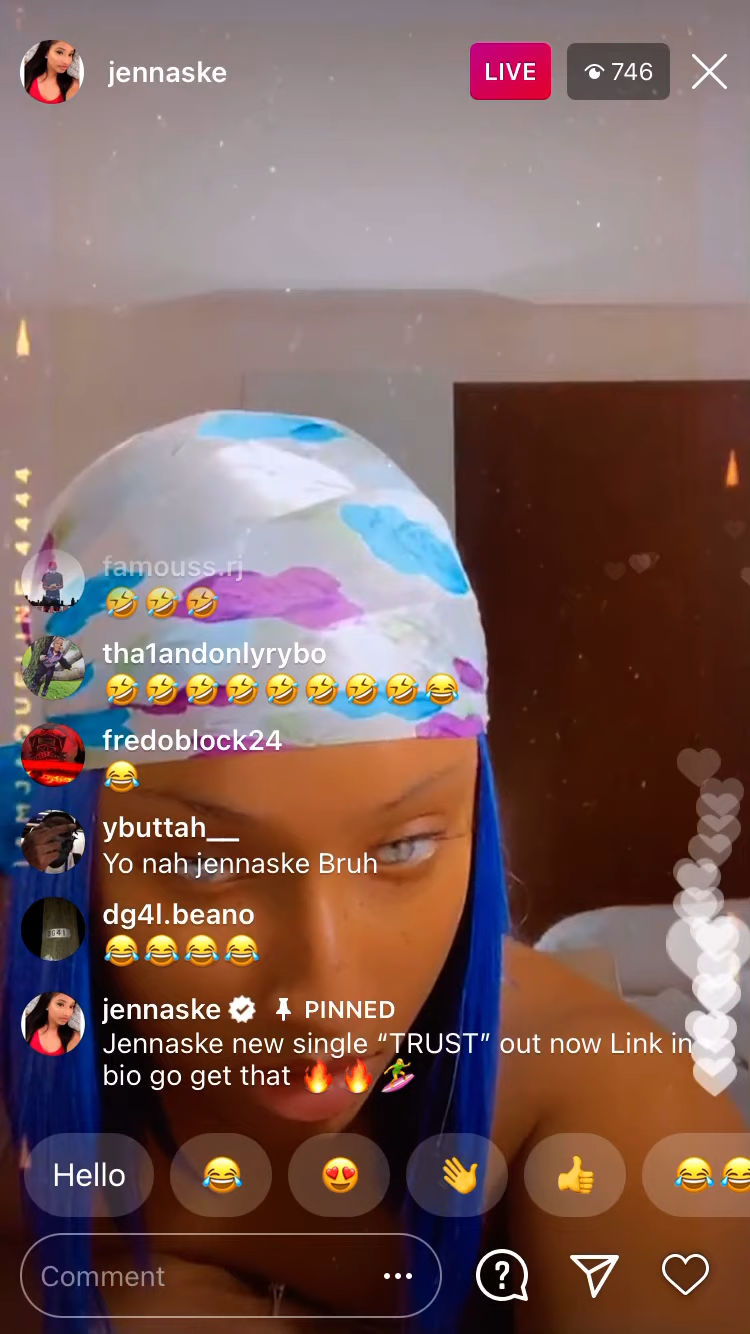 jennaske
LIVE
746
famouss.rj
🤣🤣🤣
tha1andonlyrybo
🤣🤣🤣🤣🤣🤣🤣🤣😂
fredoblock24
😂
ybuttah__
Yo nah jennaske Bruh
dg4l.beano
😂😂😂😂
jennaske PINNED
Jennaske new single “TRUST” out now Link in
bio go get that 🔥🔥🏄‍♀️
Hello 😂 😍 👋 👍 😂😂
Comment